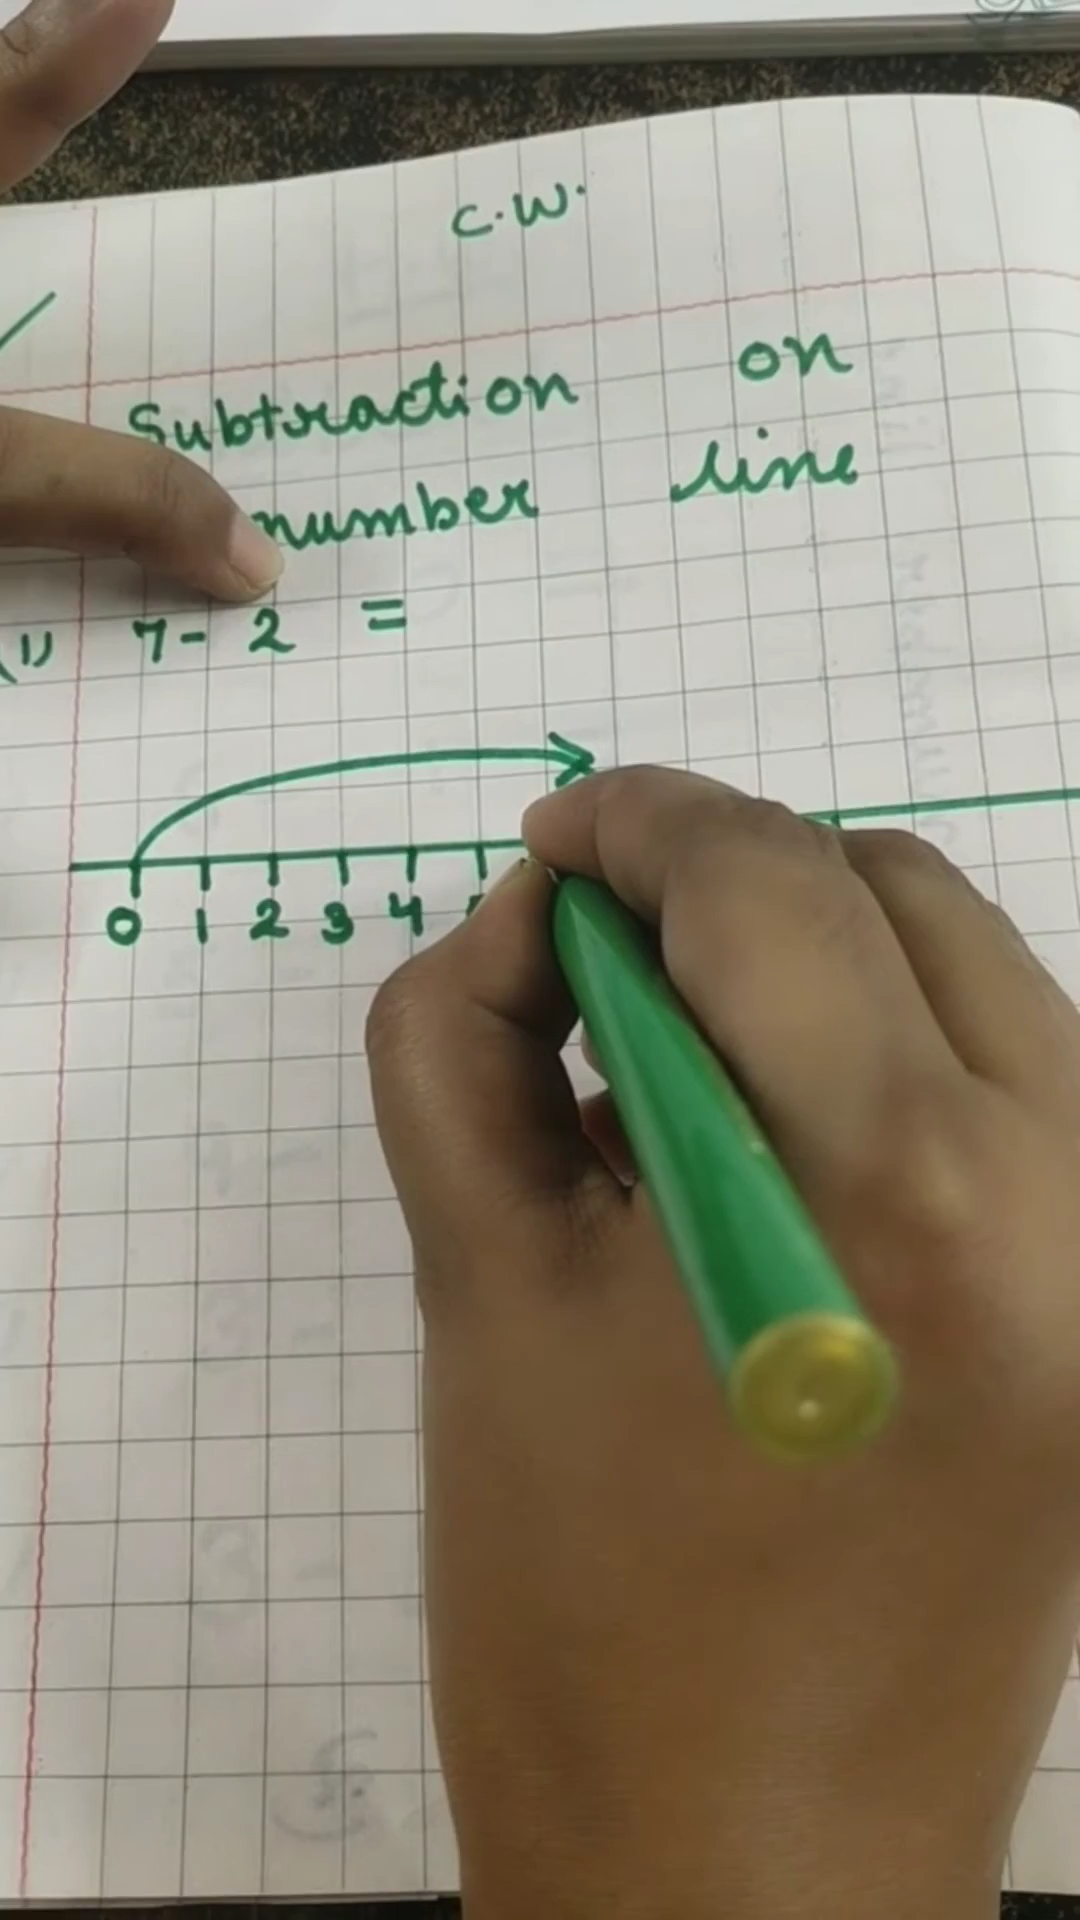 C.W.
Subtraction on
number line
(1) 7 - 2 =
0 1 2 3 4